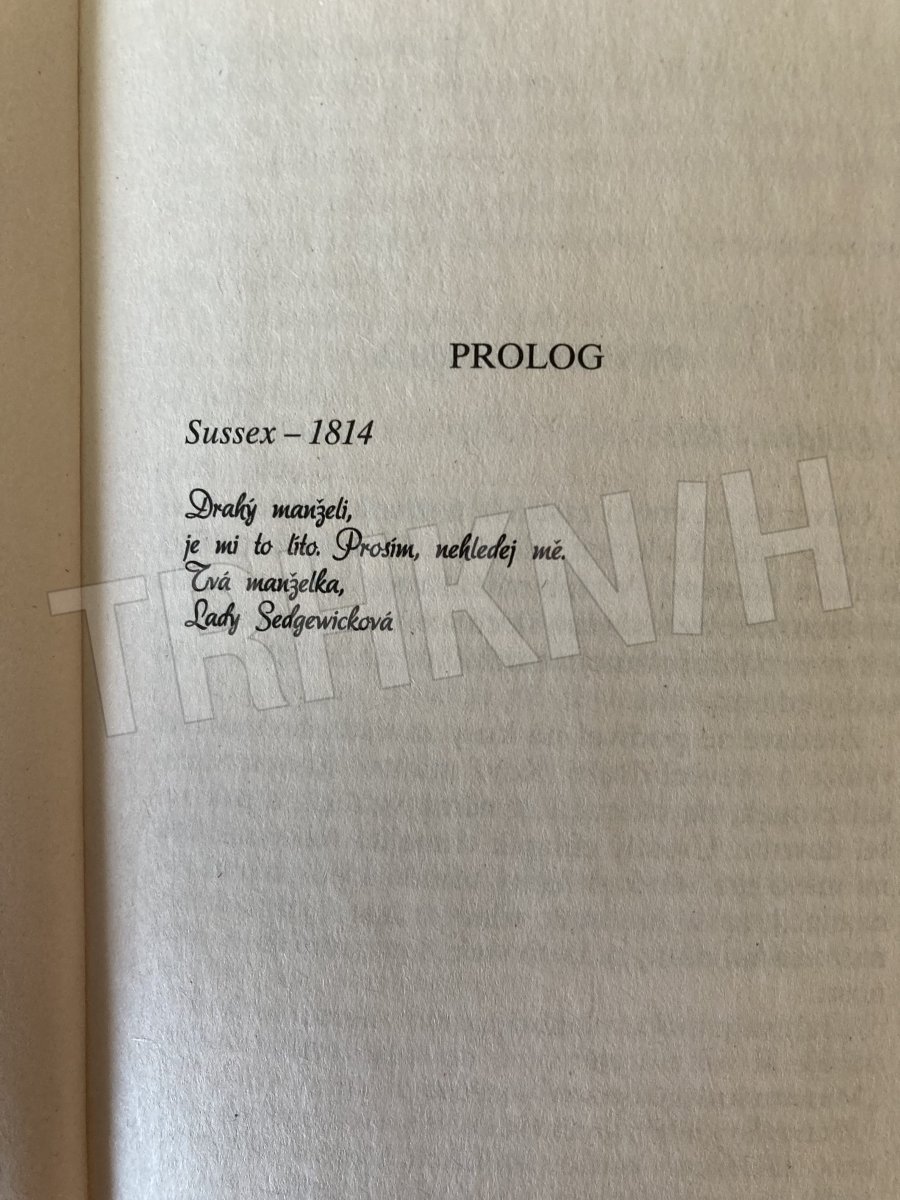 PROLOG
Sussex – 1814
Drahý manželi,
je mi to líto. Prosím, nehledej mě.
Tvá manželka,
Lady Sedgewicková
TRHKNIH